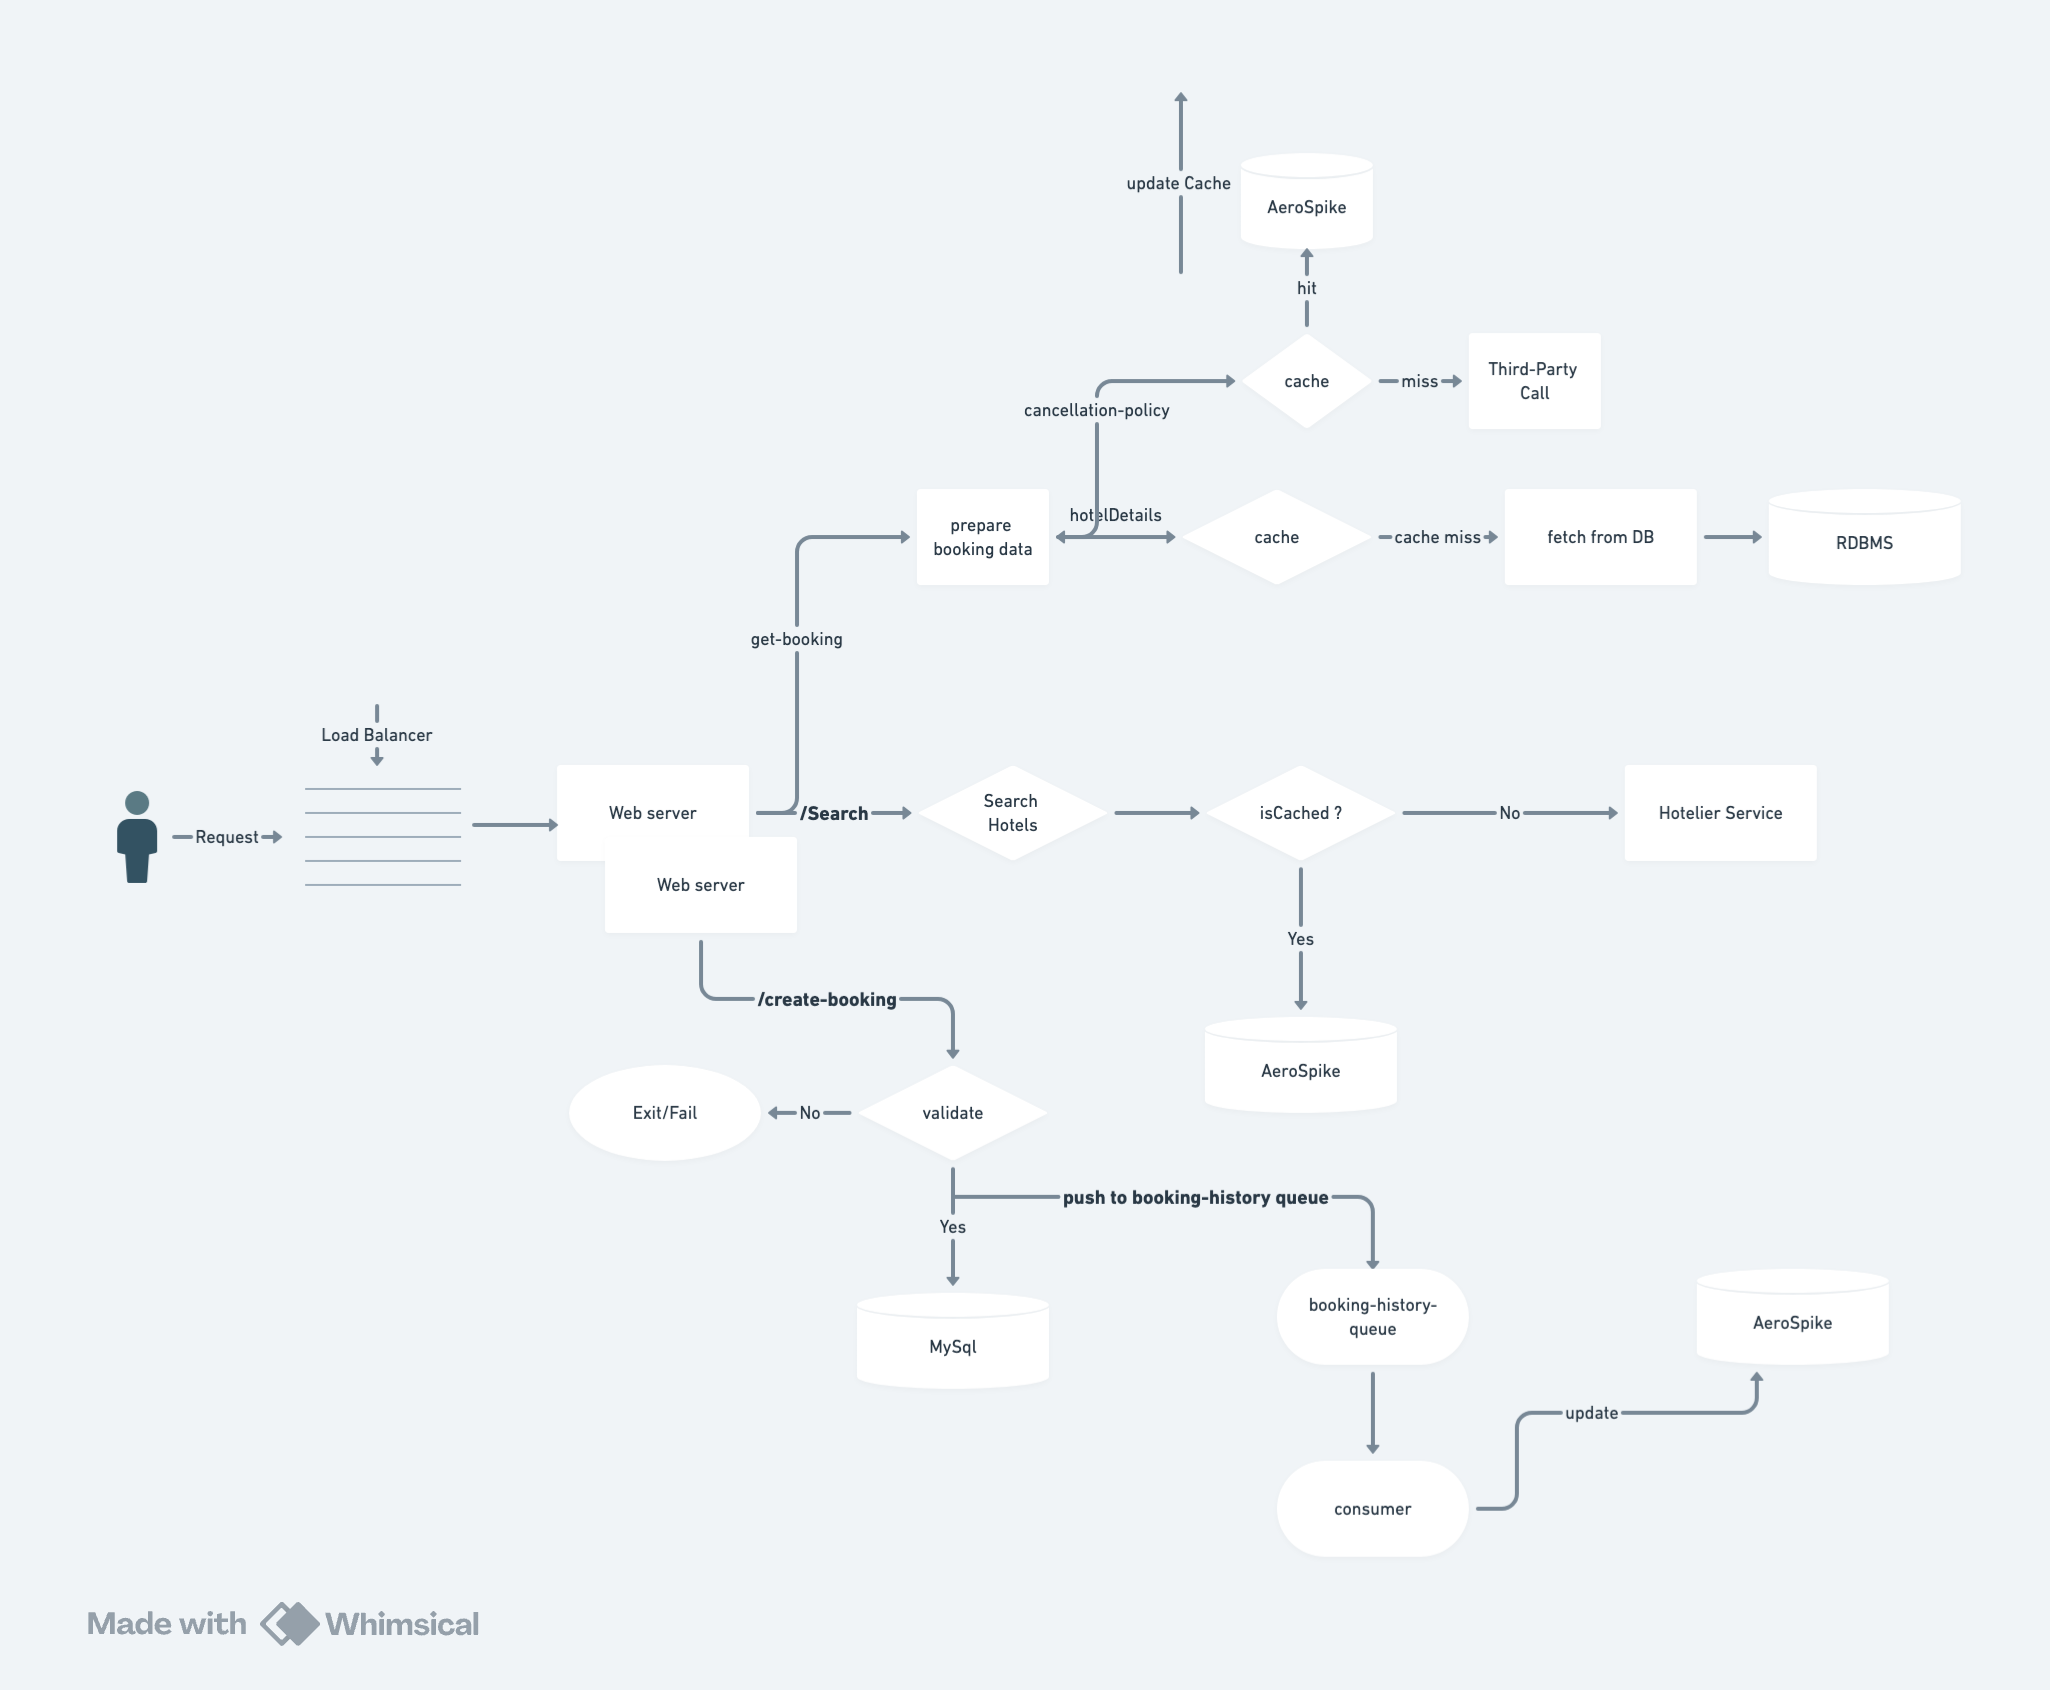 update Cache
AeroSpike
hit
cache
miss
Third-Party
Call
cancellation-policy
prepare
booking data
hotelDetails
cache
cache miss
fetch from DB
RDBMS
get-booking
Load Balancer
Request
Web server
Web server
/Search
Search
Hotels
isCached ?
No
Hotelier Service
Yes
AeroSpike
/create-booking
Exit/Fail
No
validate
push to booking-history queue
Yes
MySql
booking-history-
queue
AeroSpike
update
consumer
Made with Whimsical